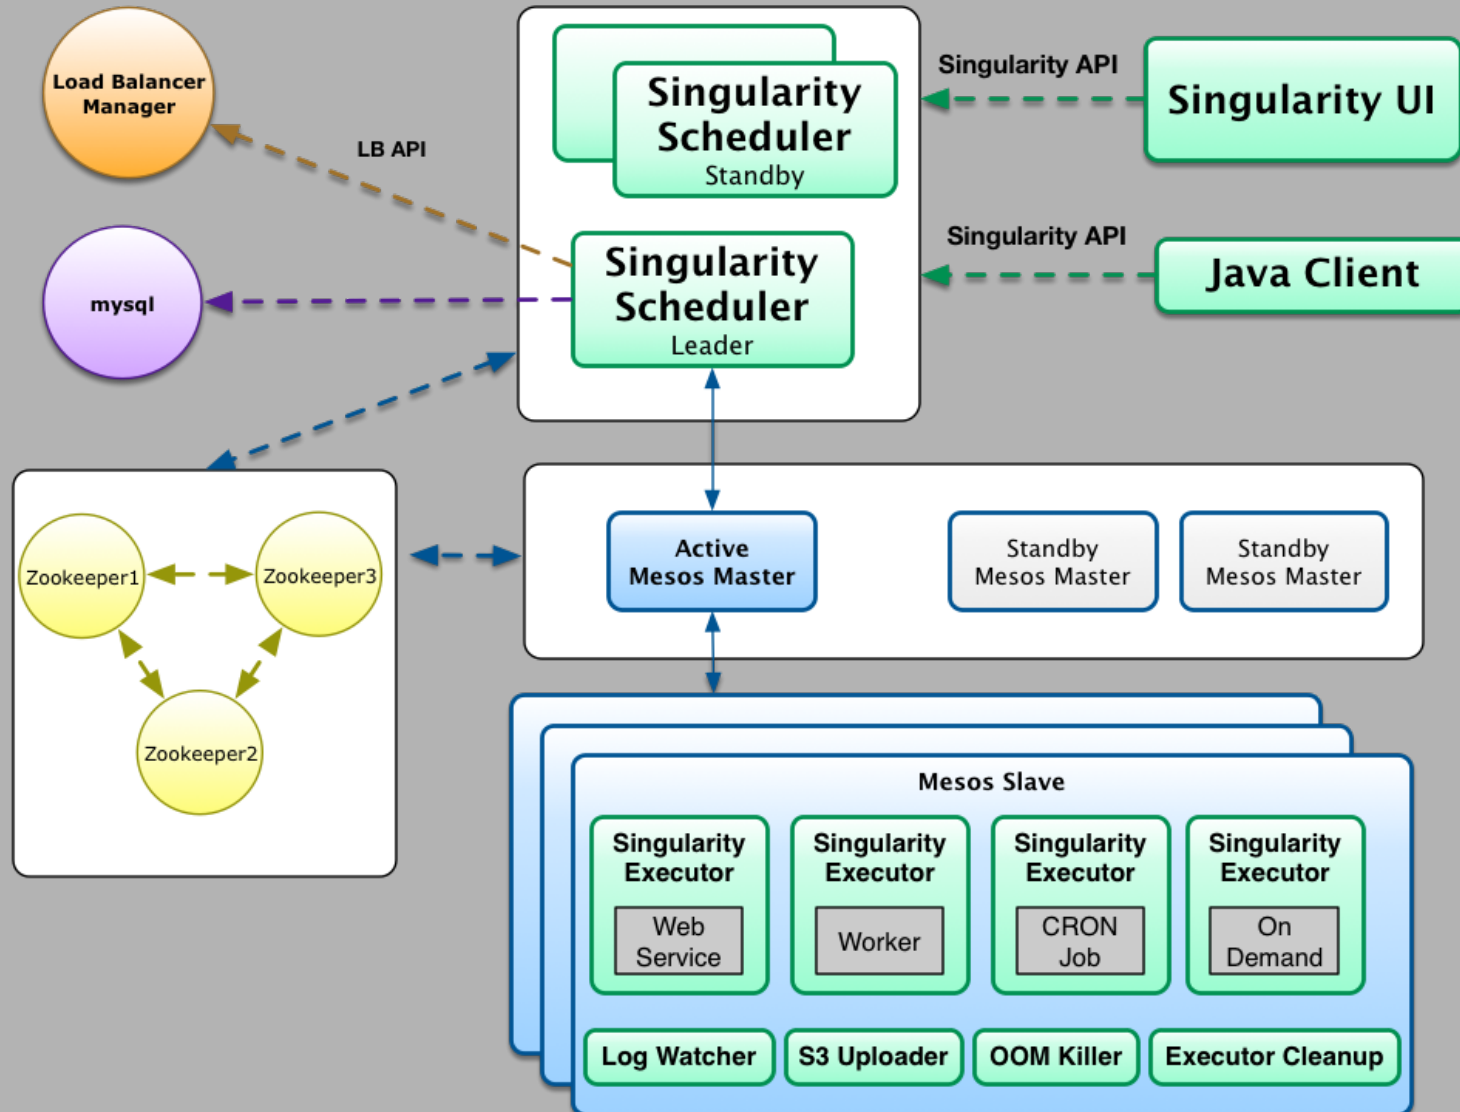 Load Balancer
Manager
LB API
mysql
Singularity
Scheduler
Standby
Singularity
Scheduler
Leader
Singularity API
Singularity UI
Singularity API
Java Client
Zookeeper1
Zookeeper3
Zookeeper2
Active
Mesos Master
Standby
Mesos Master
Standby
Mesos Master
Mesos Slave
Singularity
Executor
Web
Service
Singularity
Executor
Worker
Singularity
Executor
CRON
Job
Singularity
Executor
On
Demand
Log Watcher
S3 Uploader
OOM Killer
Executor Cleanup